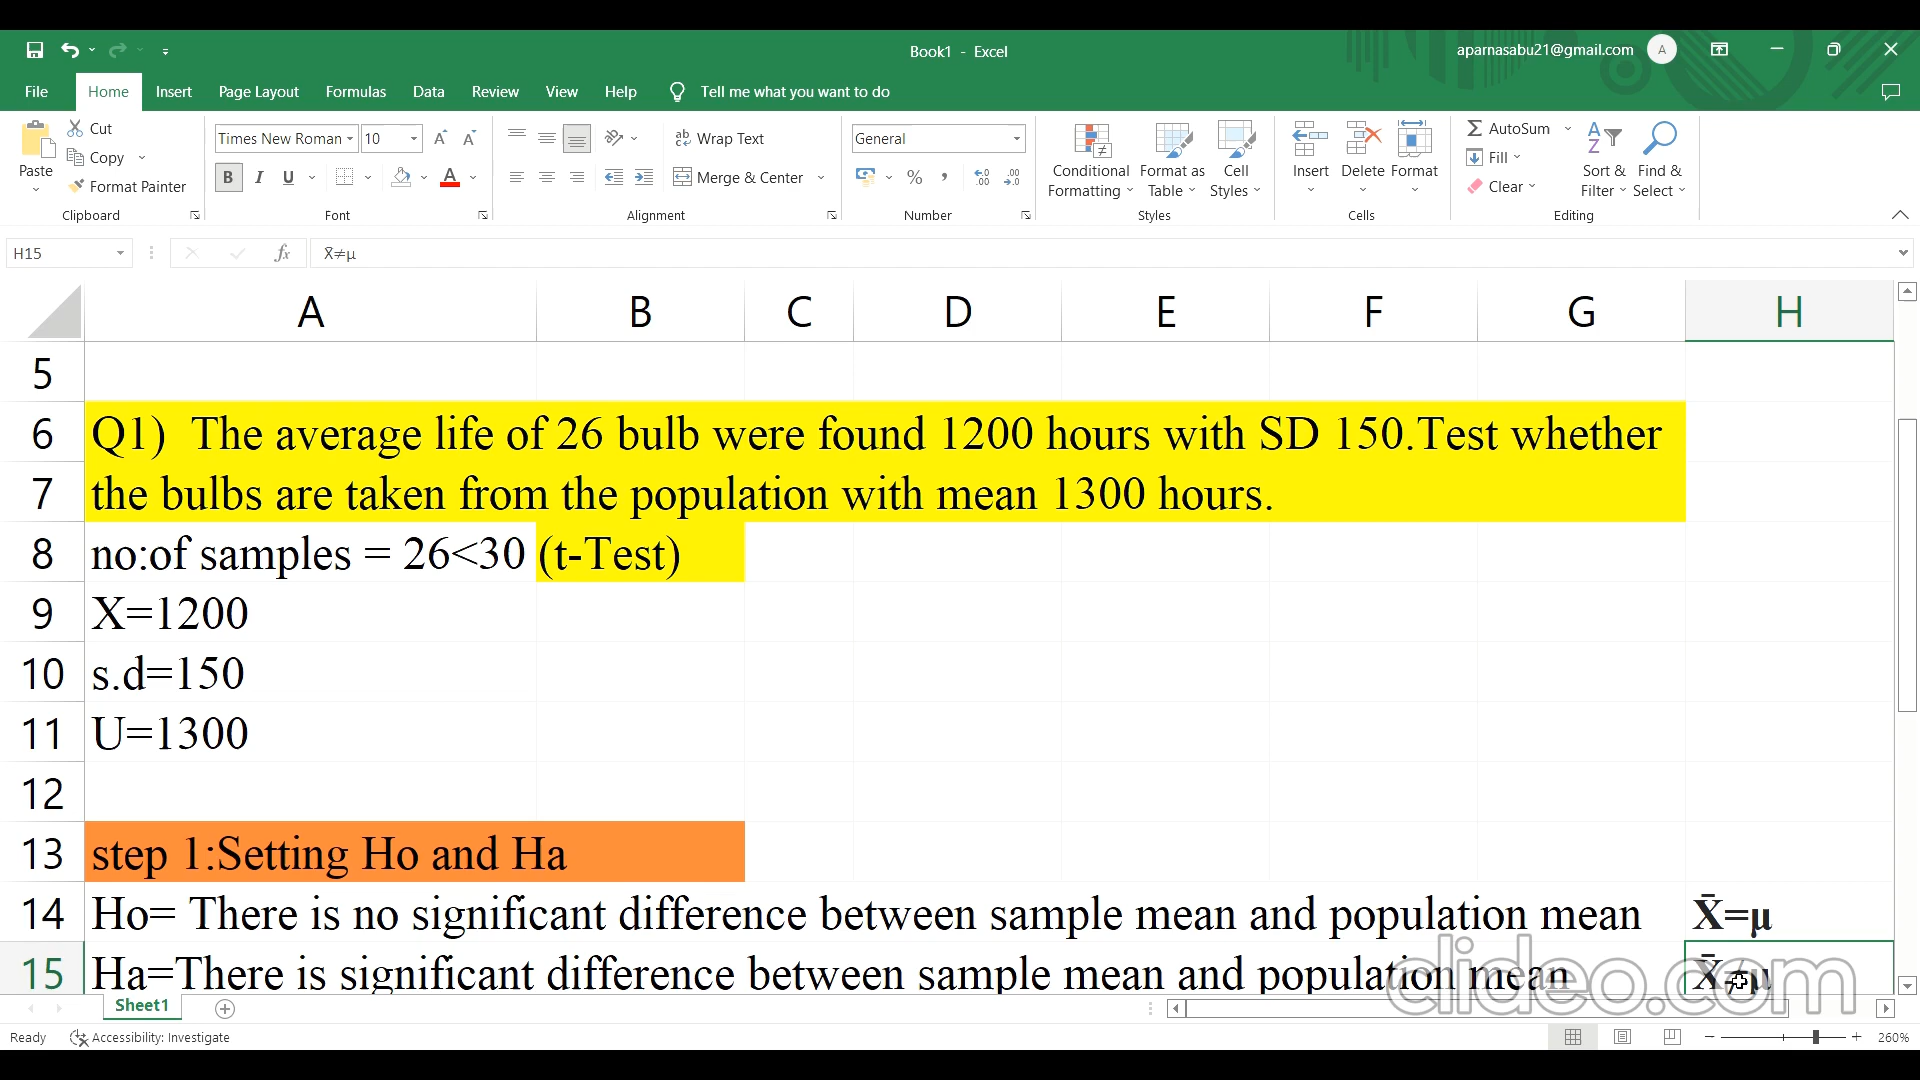 Book1 - Excel
aparnasabu21@gmail.com
A
File
Home
Insert
Page Layout
Formulas
Data
Review
View
Help
Tell me what you want to do
Paste
Cut
Copy
Format Painter
Clipboard
Times New Roman
10
B I U
Font
Wrap Text
Merge & Center
Alignment
General
Number
Conditional Formatting
Format as Table
Cell Styles
Styles
Insert
Delete
Format
Cells
AutoSum
Fill
Clear
Sort & Filter
Find & Select
Editing
H15
fx
X̄≠μ
A B C D E F G H
5
6 Q1) The average life of 26 bulb were found 1200 hours with SD 150.Test whether
7 the bulbs are taken from the population with mean 1300 hours.
8 no:of samples = 26<30 (t-Test)
9 X=1200
10 s.d=150
11 U=1300
12
13 step 1:Setting Ho and Ha
14 Ho= There is no significant difference between sample mean and population mean X̄=μ
15 Ha=There is significant difference between sample mean and population mean X̄≠μ
clideo.com
Sheet1
Ready
Accessibility: Investigate
260%